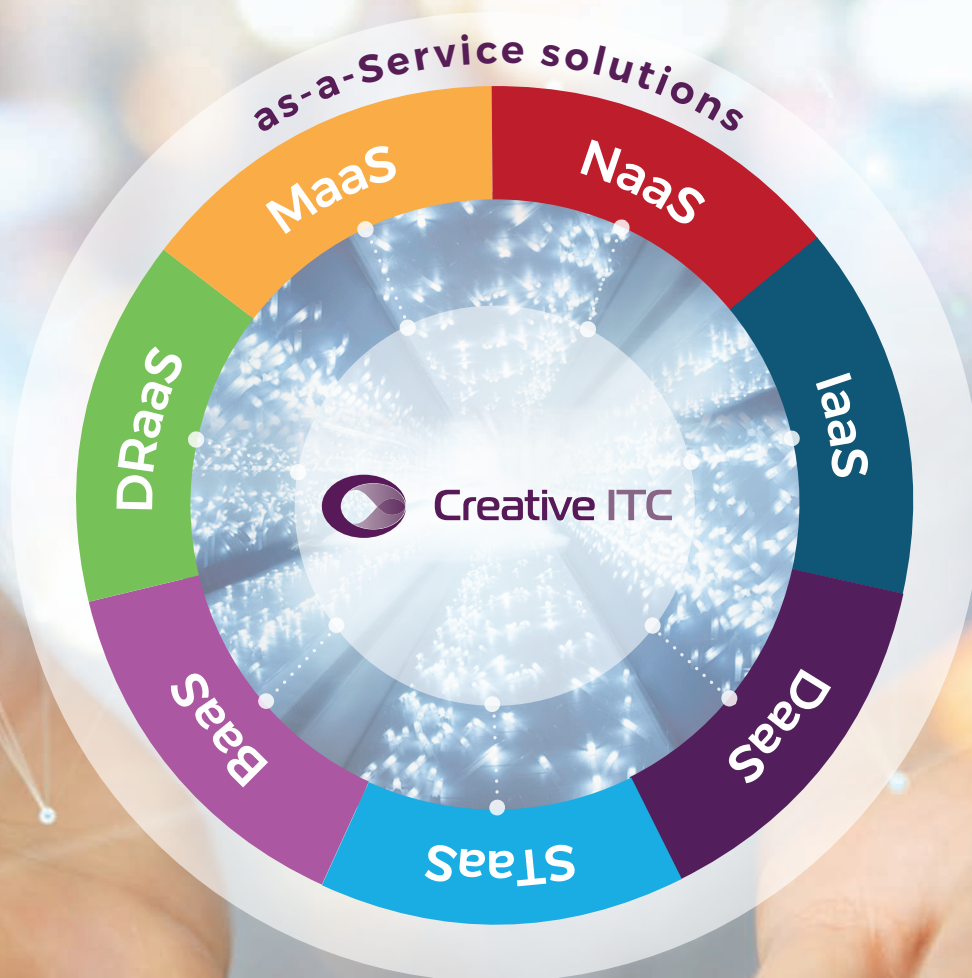 as-a-Service solutions
MaaS
NaaS
IaaS
DaaS
STaaS
BaaS
DRaaS
Creative ITC